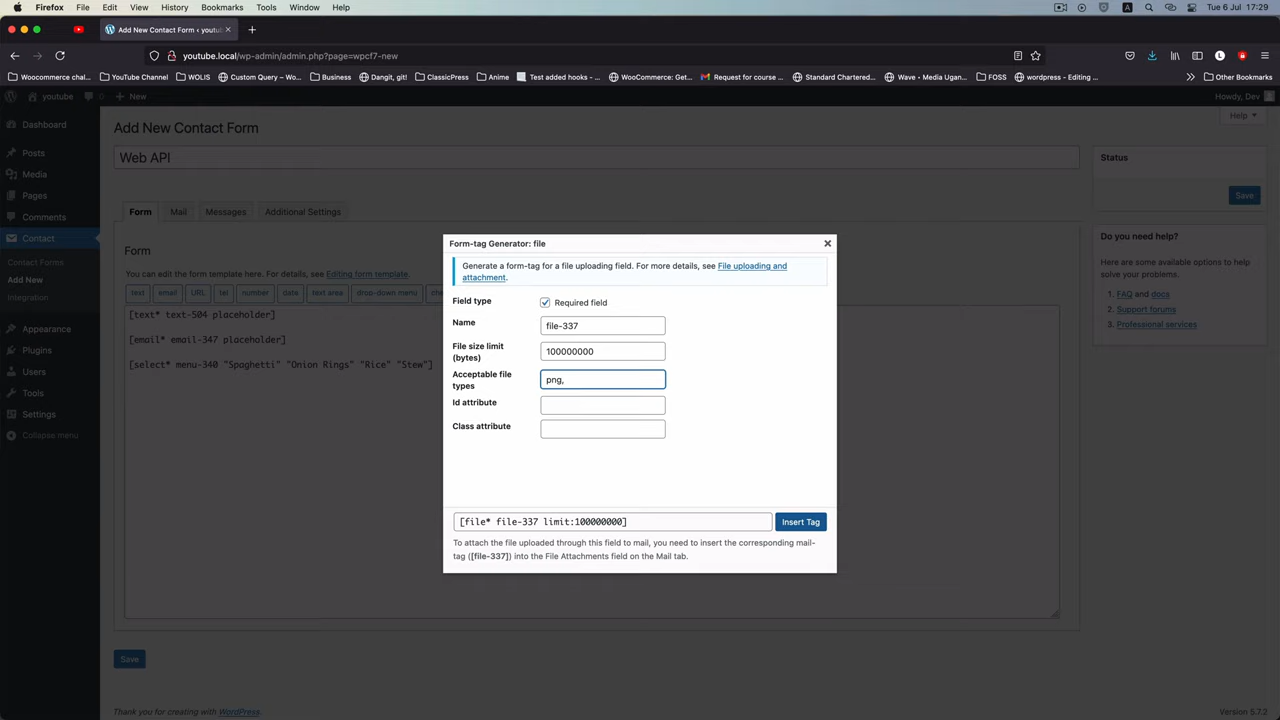 Firefox File Edit View History Bookmarks Tools Window Help A Tue 6 Jul 17:29
Add New Contact Form ‹ youtub
youtube.local/wp-admin/admin.php?page=wpcf7-new
Woocommerce chal... YouTube Channel WOLIS Custom Query – Wo... Business Dangit, git! ClassicPress Anime Test added hooks - ... WooCommerce: Get... Request for course ... Standard Chartered... Wave • Media Ugan... FOSS wordpress - Editing ... Other Bookmarks
youtube 0 New Howdy, Dev
Help
Dashboard
Posts
Media
Pages
Comments
Contact
Contact Forms
Add New
Integration
Appearance
Plugins
Users
Tools
Settings
Collapse menu
Add New Contact Form
Web API
Form Mail Messages Additional Settings
Form
You can edit the form template here. For details, see Editing form template.
text email URL tel number date text area drop-down menu
[text* text-504 placeholder]
[email* email-347 placeholder]
[select* menu-340 "Spaghetti" "Onion Rings" "Rice" "Stew"]
Save
Form-tag Generator: file
Generate a form-tag for a file uploading field. For more details, see File uploading and
attachment.
Field type Required field
Name file-337
File size limit
(bytes) 100000000
Acceptable file
types png,
Id attribute
Class attribute
[file* file-337 limit:100000000] Insert Tag
To attach the file uploaded through this field to mail, you need to insert the corresponding mail-
tag ([file-337]) into the File Attachments field on the Mail tab.
Status
Save
Do you need help?
Here are some available options to help
solve your problems.
1. FAQ and docs
2. Support forums
3. Professional services
Thank you for creating with WordPress.
Version 5.7.2